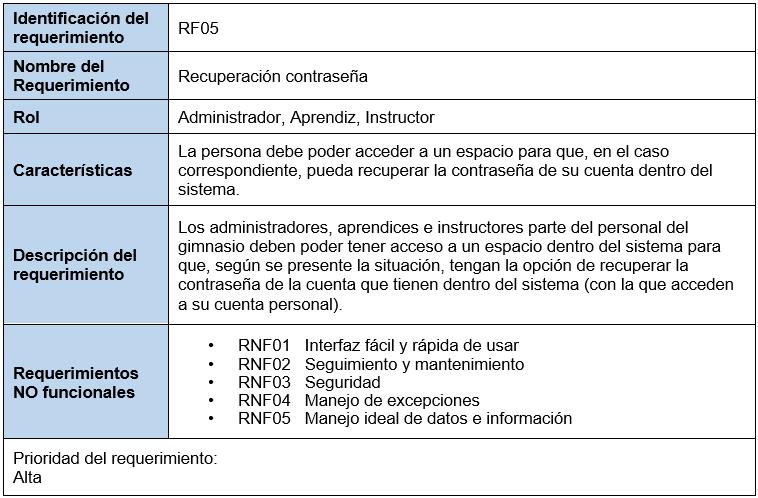 Identificación del
requerimiento
RF05
Nombre del
Requerimiento
Recuperación contraseña
Rol
Administrador, Aprendiz, Instructor
Características
La persona debe poder acceder a un espacio para que, en el caso
correspondiente, pueda recuperar la contraseña de su cuenta dentro del
sistema.
Descripción del
requerimiento
Los administradores, aprendices e instructores parte del personal del
gimnasio deben poder tener acceso a un espacio dentro del sistema para
que, según se presente la situación, tengan la opción de recuperar la
contraseña de la cuenta que tienen dentro del sistema (con la que acceden
a su cuenta personal).
Requerimientos
NO funcionales
• RNF01 Interfaz fácil y rápida de usar
• RNF02 Seguimiento y mantenimiento
• RNF03 Seguridad
• RNF04 Manejo de excepciones
• RNF05 Manejo ideal de datos e información
Prioridad del requerimiento:
Alta